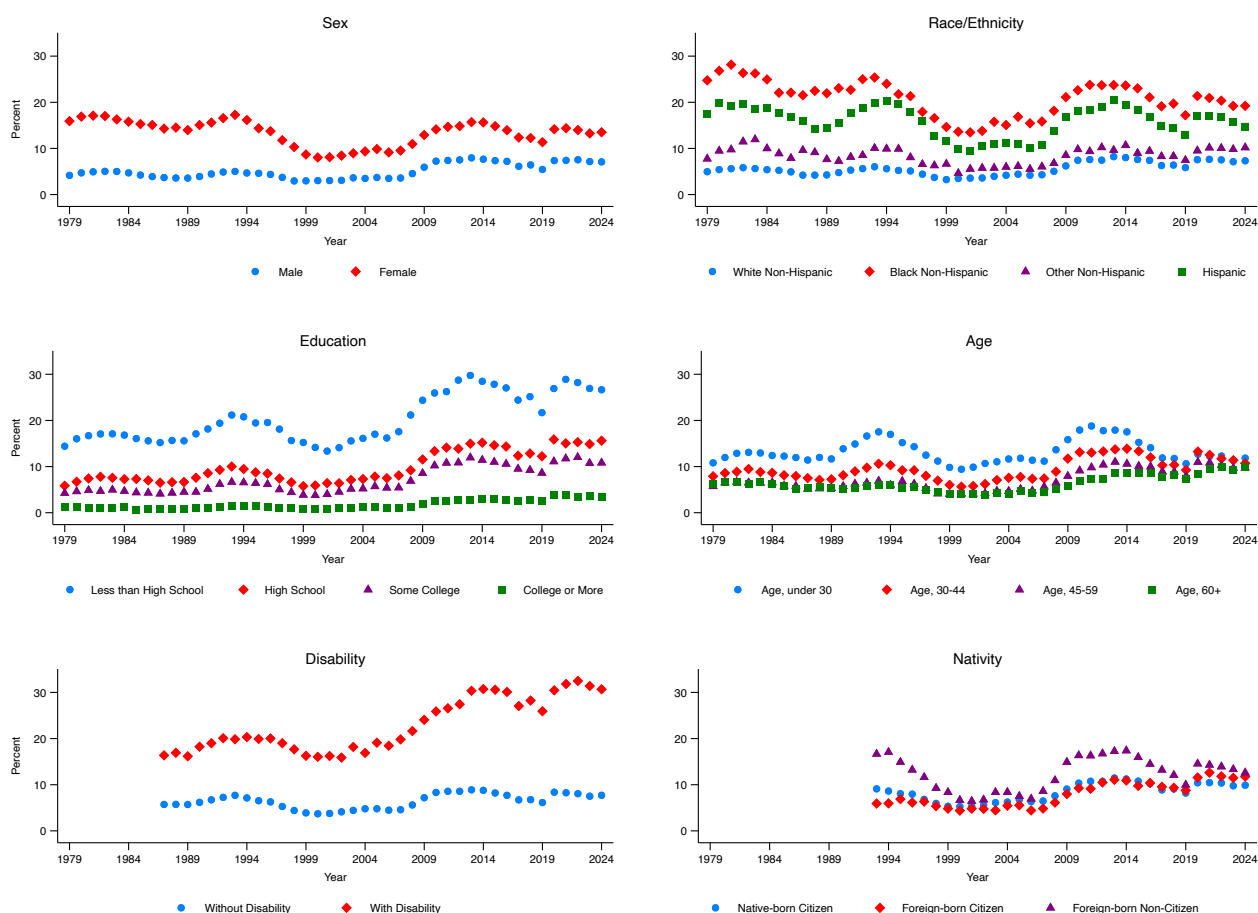 Sex
Percent
30
20
10
0
1979 1984 1989 1994 1999 2004 2009 2014 2019 2024
Year
Male Female
Race/Ethnicity
30
20
10
0
1979 1984 1989 1994 1999 2004 2009 2014 2019 2024
Year
White Non-Hispanic Black Non-Hispanic Other Non-Hispanic Hispanic
Education
Percent
30
20
10
0
1979 1984 1989 1994 1999 2004 2009 2014 2019 2024
Year
Less than High School High School Some College College or More
Age
30
20
10
0
1979 1984 1989 1994 1999 2004 2009 2014 2019 2024
Year
Age, under 30 Age, 30-44 Age, 45-59 Age, 60+
Disability
Percent
30
20
10
0
1979 1984 1989 1994 1999 2004 2009 2014 2019 2024
Year
Without Disability With Disability
Nativity
30
20
10
0
1979 1984 1989 1994 1999 2004 2009 2014 2019 2024
Year
Native-born Citizen Foreign-born Citizen Foreign-born Non-Citizen